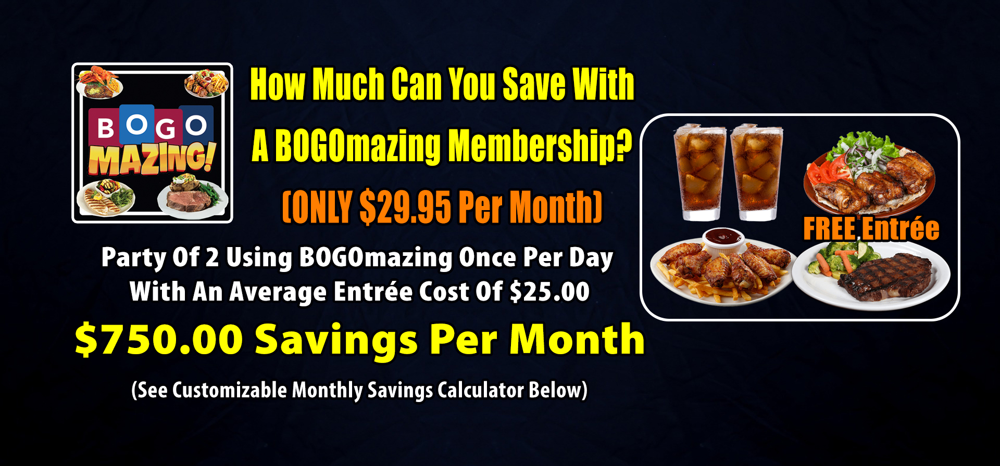 BOGO
MAZING!
How Much Can You Save With
A BOGOmazing Membership?
(ONLY $29.95 Per Month)
Party Of 2 Using BOGOmazing Once Per Day
With An Average Entrée Cost Of $25.00
$750.00 Savings Per Month
(See Customizable Monthly Savings Calculator Below)
FREE Entrée